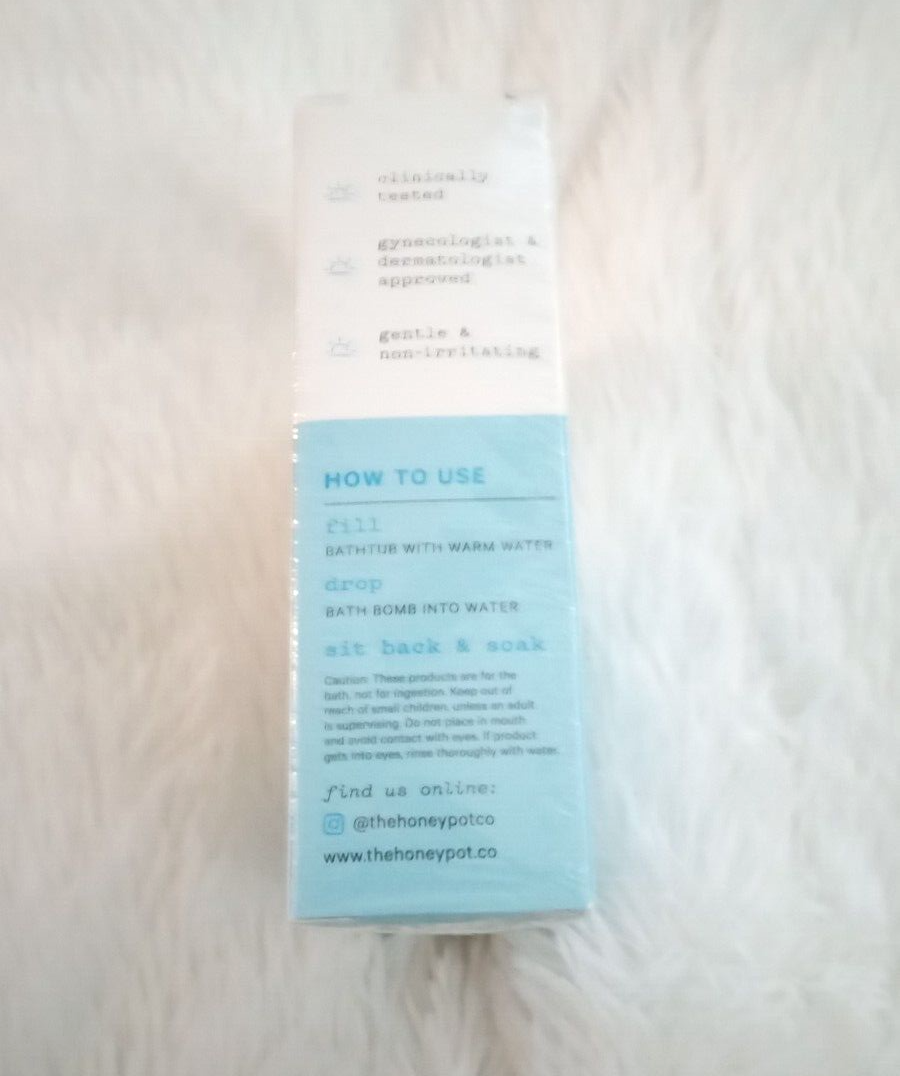 clinically
tested
gynecologist &
dermatologist
approved
gentle &
non-irritating
HOW TO USE
fill
BATHTUB WITH WARM WATER
drop
BATH BOMB INTO WATER
sit back & soak
Caution: These products are for the
bath, not for ingestion. Keep out of
reach of small children, unless an adult
is supervising. Do not place in mouth
and avoid contact with eyes. If product
gets into eyes, rinse thoroughly with water.
find us online:
@thehoneypotco
www.thehoneypot.co